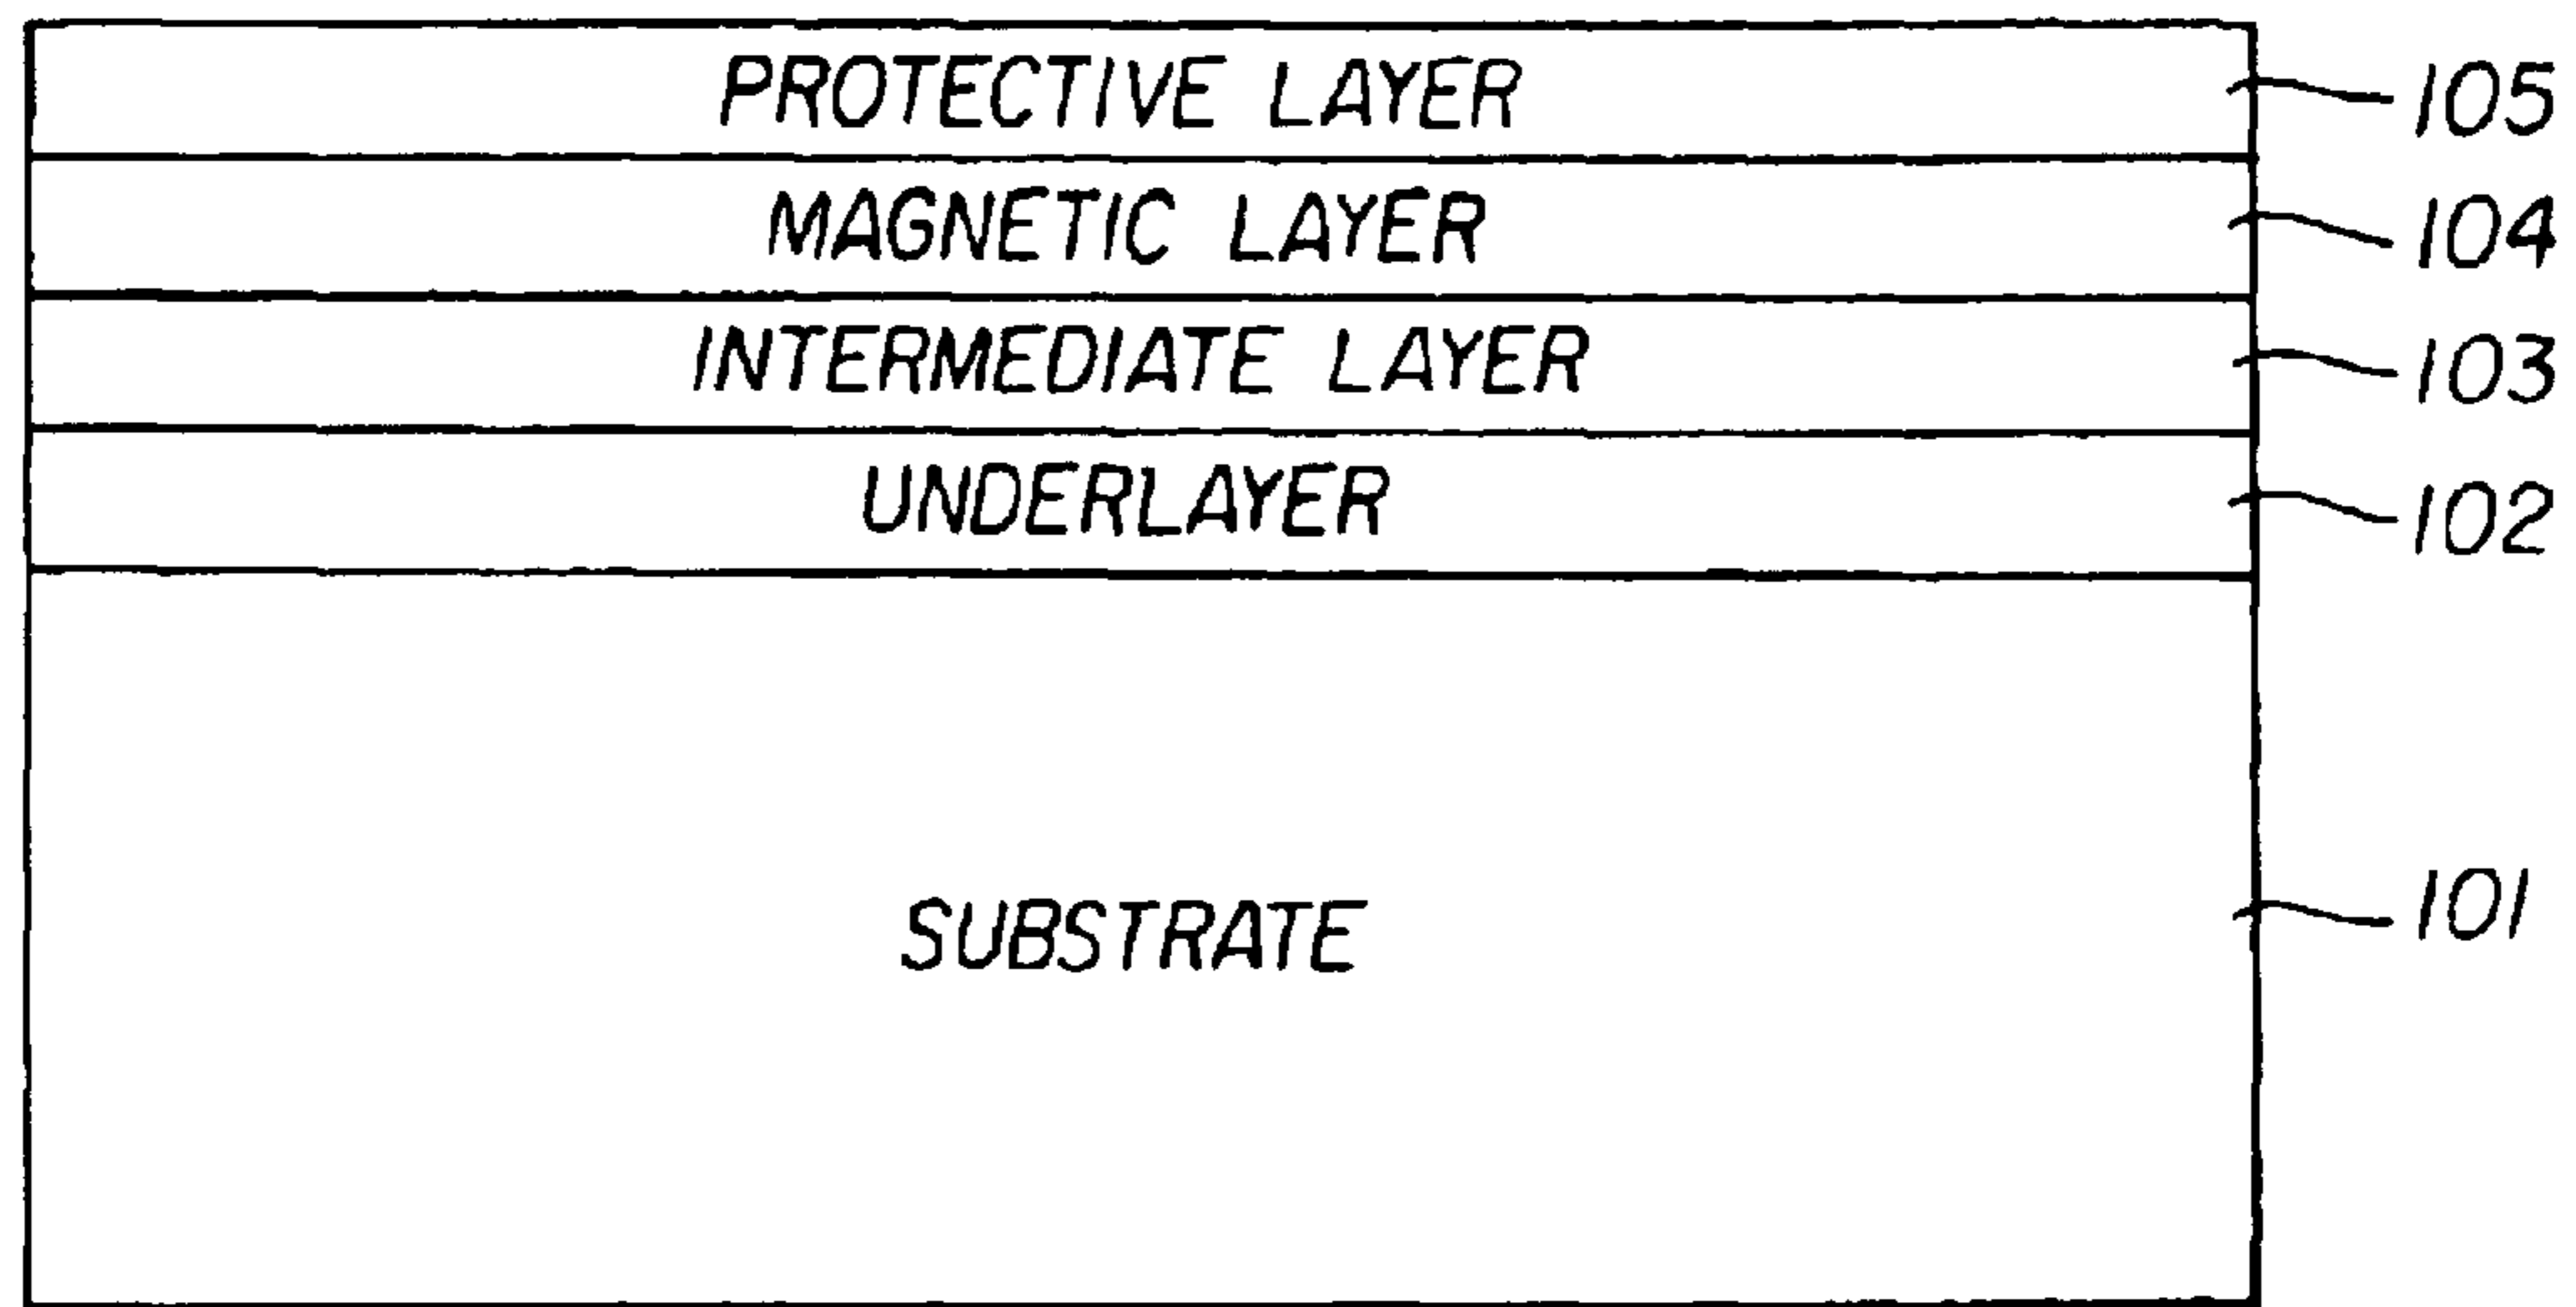 PROTECTIVE LAYER 105
MAGNETIC LAYER 104
INTERMEDIATE LAYER 103
UNDERLAYER 102
SUBSTRATE 101